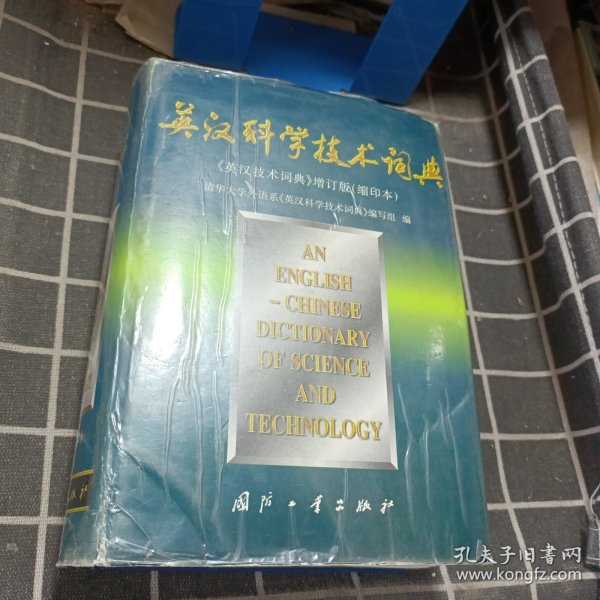 英汉科学技术词典
《英汉技术词典》增订版(缩印本)
清华大学外语系《英汉科学技术词典》编写组 编
AN
ENGLISH
-CHINESE
DICTIONARY
OF SCIENCE
AND
TECHNOLOGY
国防工业出版社
孔夫子旧书网
www.kongfz.com